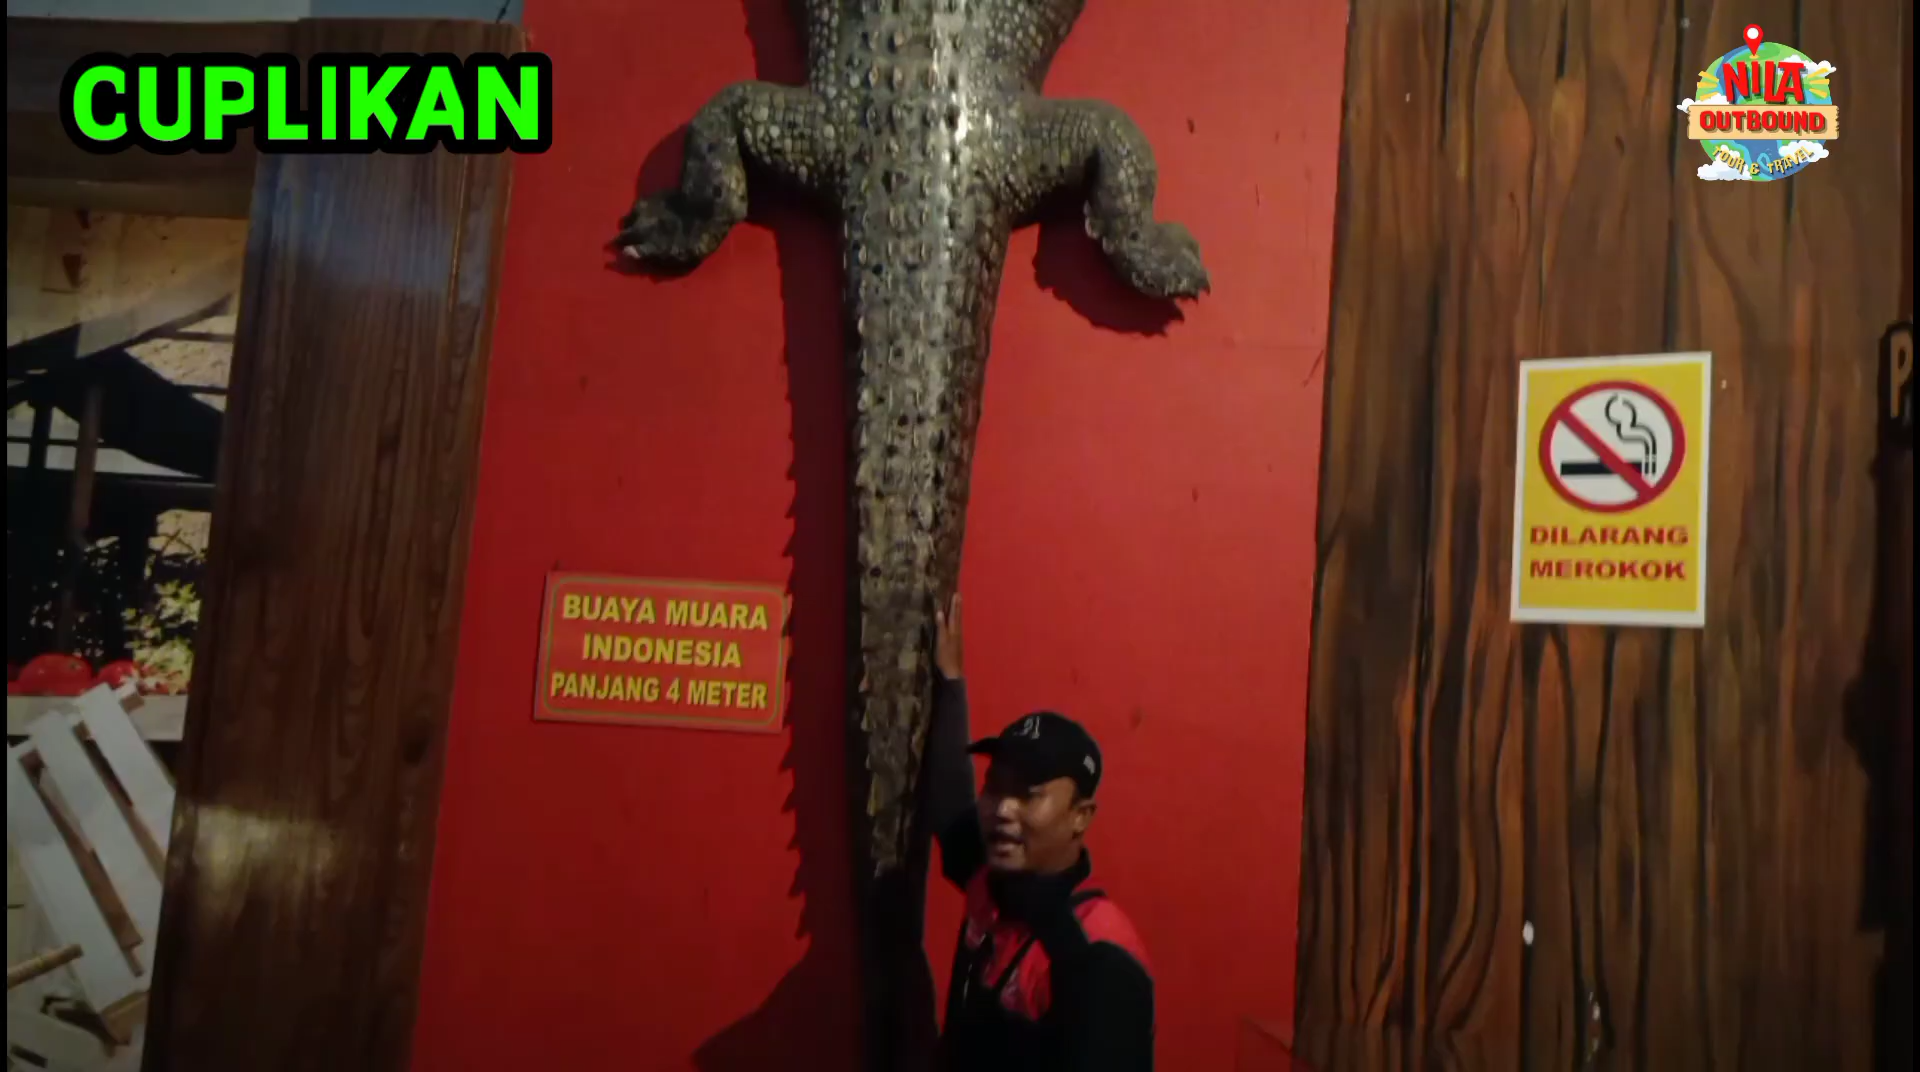 CUPLIKAN
NILA
OUTBOUND
TOUR & TRAVEL
DILARANG
MEROKOK
BUAYA MUARA
INDONESIA
PANJANG 4 METER